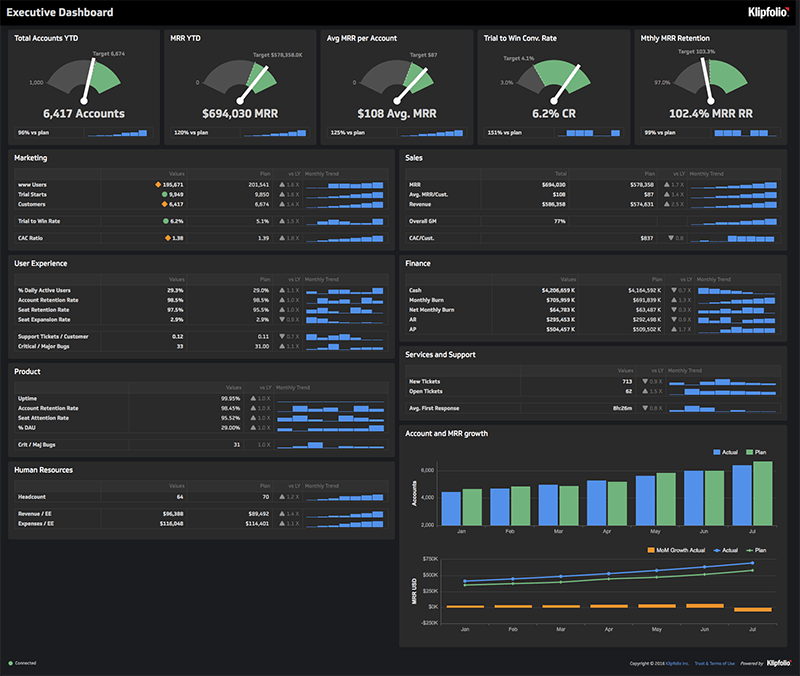 Executive Dashboard
Klipfolio
Total Accounts YTD
Target 6,674
1,000
6,417 Accounts
96% vs plan
MRR YTD
Target $578,358.0K
0
$694,030 MRR
120% vs plan
Avg MRR per Account
Target $87
0
$108 Avg. MRR
125% vs plan
Trial to Win Conv. Rate
Target 4.1%
3.0%
6.2% CR
151% vs plan
Mthly MRR Retention
Target 103.3%
97.0%
102.4% MRR RR
99% vs plan
Marketing
Values Plan vs LY Monthly Trend
www Users 195,671 201,541 1.6 X
Trial Starts 9,949 9,850
Customers 6,417 6,674 1.4 X
Trial to Win Rate 6.2% 5.1% 1.5 X
CAC Ratio 1.38 1.39
User Experience
Values Plan vs LY Monthly Trend
% Daily Active Users 29.3% 29.0% 1.1 X
Account Retention Rate 98.5% 98.5% 1.0 X
Seat Retention Rate 97.5% 95.5% 1.0 X
Seat Expansion Rate 2.9% 2.9% 0.9 X
Support Tickets / Customer 0.12 0.11 0.7 X
Critical / Major Bugs 33 31.00 1.1 X
Product
Values vs LY Monthly Trend
Uptime 99.95% 1.0 X
Account Retention Rate 98.45% 1.0 X
Seat Attention Rate 95.52% 1.0 X
% DAU 29.00% 1.0 X
Crit / Maj Bugs 31 1.0 X
Human Resources
Values Plan vs LY Monthly Trend
Headcount 64 70 1.2 X
Revenue / EE $96,388 $89,492 1.4 X
Expenses / EE $116,048 $114,401 1.1 X
Sales
Total Plan vs LY Monthly Trend
MRR $694,030 $578,358 1.7 X
Avg. MRR/Cust. $108 $87 1.4 X
Revenue $586,358 $574,631 2.5 X
Overall GM 77%
CAC/Cust. $837 0.8
Finance
Values Plan vs LY Monthly Trend
Cash $4,206,659 K $4,164,592 K 0.7 X
Monthly Burn $705,959 K $691,839 K 1.3 X
Net Monthly Burn $64,783 K $63,487 K 0.3 X
AR $295,453 K $292,498 K 0.9 X
AP $504,457 K $509,502 K 1.7 X
Services and Support
Values vs LY Monthly Trend
New Tickets 713 0.9 X
Open Tickets 62 1.5 X
Avg. First Response 8h:26m 0.8 X
Account and MRR growth
Actual Plan
Accounts
6,000
4,000
2,000
Jan Feb Mar Apr May Jun Jul
MoM Growth Actual Actual Plan
MRR USD
$750K
$500K
$250K
$0K
-$250K
Jan Feb Mar Apr May Jun Jul
Connected
Copyright © 2016 Klipfolio Inc. Trust & Terms of Use Powered by Klipfolio